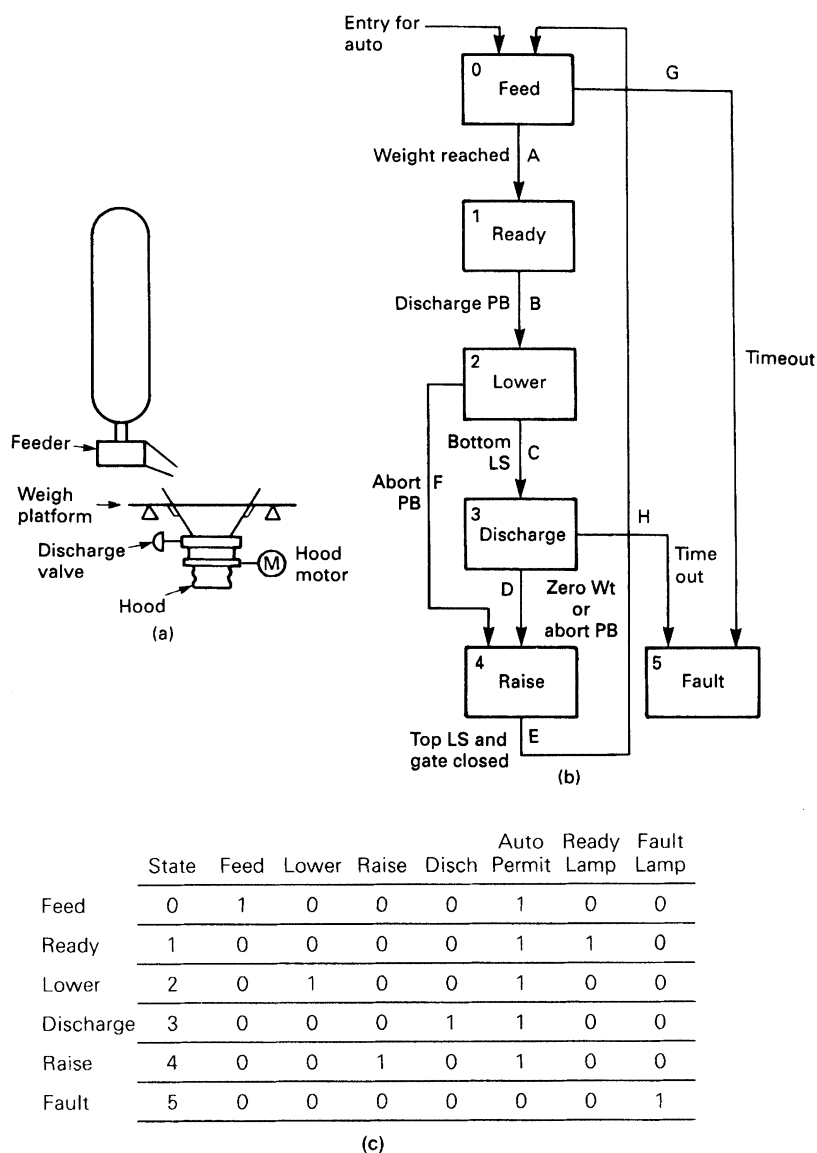 Entry for
auto
0
Feed
G
Weight reached A
1
Ready
Discharge PB B
2
Lower
Timeout
Bottom
LS
C
Abort
PB
F
3
Discharge
H
Time
out
D
Zero Wt
or
abort PB
4
Raise
5
Fault
Top LS and
gate closed
E
(b)
Feeder
Weigh
platform
Discharge
valve
M
Hood
motor
Hood
(a)
State Feed Lower Raise Disch Auto Permit Ready Lamp Fault Lamp
Feed 0 1 0 0 0 1 0 0
Ready 1 0 0 0 0 1 1 0
Lower 2 0 1 0 0 1 0 0
Discharge 3 0 0 0 1 1 0 0
Raise 4 0 0 1 0 1 0 0
Fault 5 0 0 0 0 0 0 1
(c)